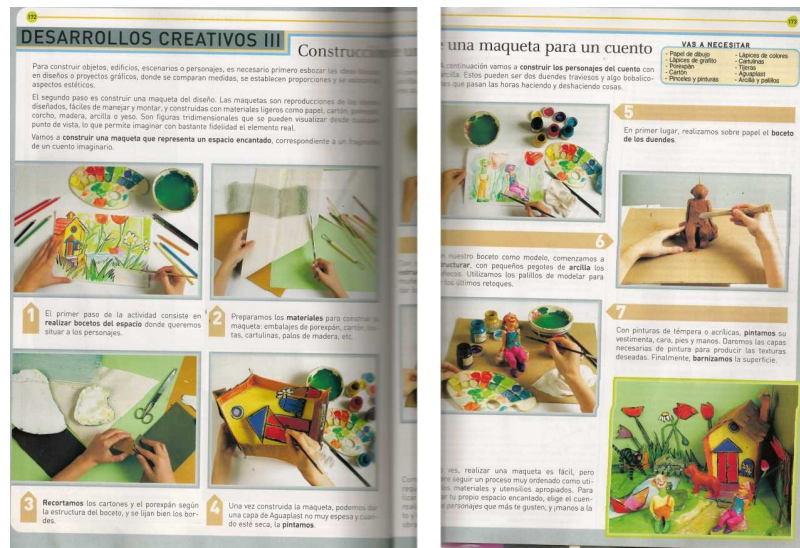 172
DESARROLLOS CREATIVOS III
Construcción
Para construir objetos, edificios, escenarios o personajes, es necesario primero esbozar las ideas
en diseños o proyectos gráficos, donde se comparan medidas, se establecen proporciones y se
aspectos estéticos.
El segundo paso es construir una maqueta del diseño. Las maquetas son reproducciones de las
diseñados, fáciles de manejar y montar, y construidas con materiales ligeros como papel, cartón, porexpán,
corcho, madera, arcilla o yeso. Son figuras tridimensionales que se pueden visualizar desde cualquier
punto de vista, lo que permite imaginar con bastante fidelidad el elemento real.
Vamos a construir una maqueta que representa un espacio encantado, correspondiente a un fragmento
de un cuento imaginario.
1
El primer paso de la actividad consiste en
realizar bocetos del espacio donde queremos
situar a los personajes.
2
Preparamos los materiales para construir la
maqueta: embalajes de porexpán, cartón,
tas, cartulinas, palos de madera, etc.
3
Recortamos los cartones y el porexpán según
la estructura del boceto, y se lijan bien los bor-
des.
4
Una vez construida la maqueta, podemos dar
una capa de Aguaplast no muy espesa y cuan-
do esté seca, la pintamos.
173
una maqueta para un cuento
VAS A NECESITAR
- Papel de dibujo
- Lápices de grafito
- Porexpán
- Cartón
- Pinceles y pinturas
- Lápices de colores
- Cartulinas
- Tijeras
- Aguaplast
- Arcilla y palillos
continuación vamos a construir los personajes del cuento con
arcilla. Estos pueden ser dos duendes traviesos y algo bobalico-
que pasan las horas haciendo y deshaciendo cosas.
5
En primer lugar, realizamos sobre papel el boceto
de los duendes.
6
nuestro boceto como modelo, comenzamos a
estructurar, con pequeños pegotes de arcilla los
muñecos. Utilizamos los palillos de modelar para
los últimos retoques.
7
Con pinturas de témpera o acrílicas, pintamos su
vestimenta, cara, pies y manos. Daremos las capas
necesarias de pintura para producir las texturas
deseadas. Finalmente, barnizamos la superficie.
ves, realizar una maqueta es fácil, pero
seguir un proceso muy ordenado como uti-
materiales y utensilios apropiados. Para
tu propio espacio encantado, elige el cuen-
personajes que más te gusten, y ¡manos a la